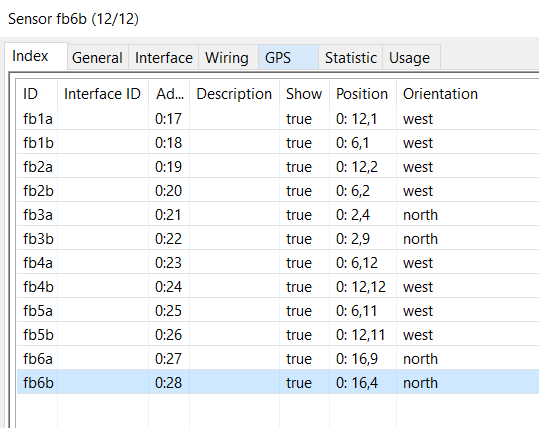 Sensor fb6b (12/12)
Index General Interface Wiring GPS Statistic Usage
ID Interface ID Ad... Description Show Position Orientation
fb1a 0:17 true 0: 12,1 west
fb1b 0:18 true 0: 6,1 west
fb2a 0:19 true 0: 12,2 west
fb2b 0:20 true 0: 6,2 west
fb3a 0:21 true 0: 2,4 north
fb3b 0:22 true 0: 2,9 north
fb4a 0:23 true 0: 6,12 west
fb4b 0:24 true 0: 12,12 west
fb5a 0:25 true 0: 6,11 west
fb5b 0:26 true 0: 12,11 west
fb6a 0:27 true 0: 16,9 north
fb6b 0:28 true 0: 16,4 north